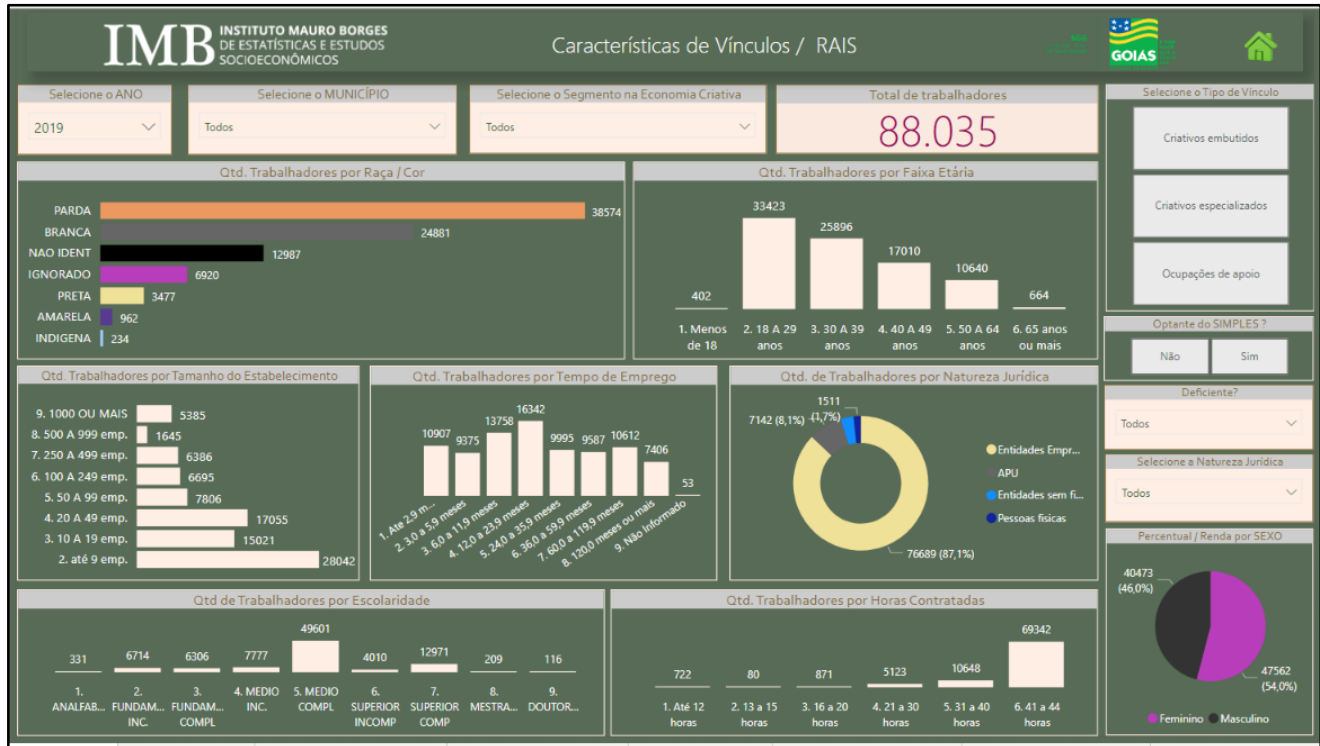 IMB
INSTITUTO MAURO BORGES
DE ESTATÍSTICAS E ESTUDOS
SOCIOECONÔMICOS
Características de Vínculos / RAIS
GOIÁS
Selecione o ANO
2019
Selecione o MUNICÍPIO
Todos
Selecione o Segmento na Economia Criativa
Todos
Total de trabalhadores
88.035
Selecione o Tipo de Vínculo
Criativos embutidos
Criativos especializados
Ocupações de apoio
Qtd. Trabalhadores por Raça / Cor
PARDA 38574
BRANCA 24881
NAO IDENT 12987
IGNORADO 6920
PRETA 3477
AMARELA 962
INDIGENA 234
Qtd. Trabalhadores por Faixa Etária
402 33423 25896 17010 10640 664
1. Menos 2. 18 A 29 3. 30 A 39 4. 40 A 49 5. 50 A 64 6. 65 anos
de 18 anos anos anos anos ou mais
Optante do SIMPLES ?
Não Sim
Deficiente?
Todos
Selecione a Natureza Jurídica
Todos
Qtd. Trabalhadores por Tamanho do Estabelecimento
9. 1000 OU MAIS 5385
8. 500 A 999 emp. 1645
7. 250 A 499 emp. 6386
6. 100 A 249 emp. 6695
5. 50 A 99 emp. 7806
4. 20 A 49 emp. 17055
3. 10 A 19 emp. 15021
2. até 9 emp. 28042
Qtd. Trabalhadores por Tempo de Emprego
10907 9375 13758 16342 9995 9587 10612 7406 53
1. Ate 2,9 m...
2. 3,0 a 5,9 meses
3. 6,0 a 11,9 meses
4. 12,0 a 23,9 meses
5. 24,0 a 35,9 meses
6. 36,0 a 59,9 meses
7. 60,0 a 119,9 meses
8. 120,0 meses ou mais
9. Não Informado
Qtd. de Trabalhadores por Natureza Jurídica
1511
(1,7%)
7142 (8,1%)
76689 (87,1%)
Entidades Empr...
APU
Entidades sem fi...
Pessoas fisicas
Percentual / Renda por SEXO
40473
(46,0%)
47562
(54,0%)
Feminino Masculino
Qtd de Trabalhadores por Escolaridade
331 6714 6306 7777 49601 4010 12971 209 116
1. 2. 3. 4. MEDIO 5. MEDIO 6. 7. 8. 9.
ANALFAB... FUNDAM... FUNDAM... INC. COMPL SUPERIOR SUPERIOR MESTRA... DOUTOR...
INC. COMPL INCOMP COMP
Qtd. Trabalhadores por Horas Contratadas
722 80 871 5123 10648 69342
1. Até 12 2. 13 a 15 3. 16 a 20 4. 21 a 30 5. 31 a 40 6. 41 a 44
horas horas horas horas horas horas